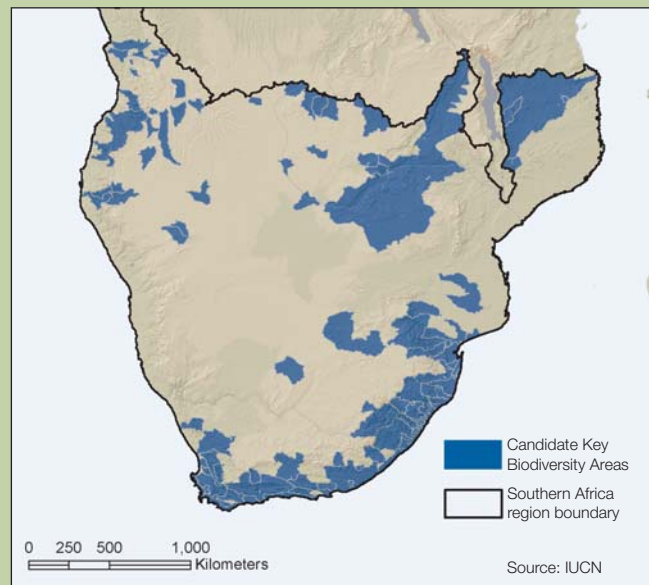 Candidate Key
Biodiversity Areas
Southern Africa
region boundary
0 250 500 1,000
Kilometers
Source: IUCN